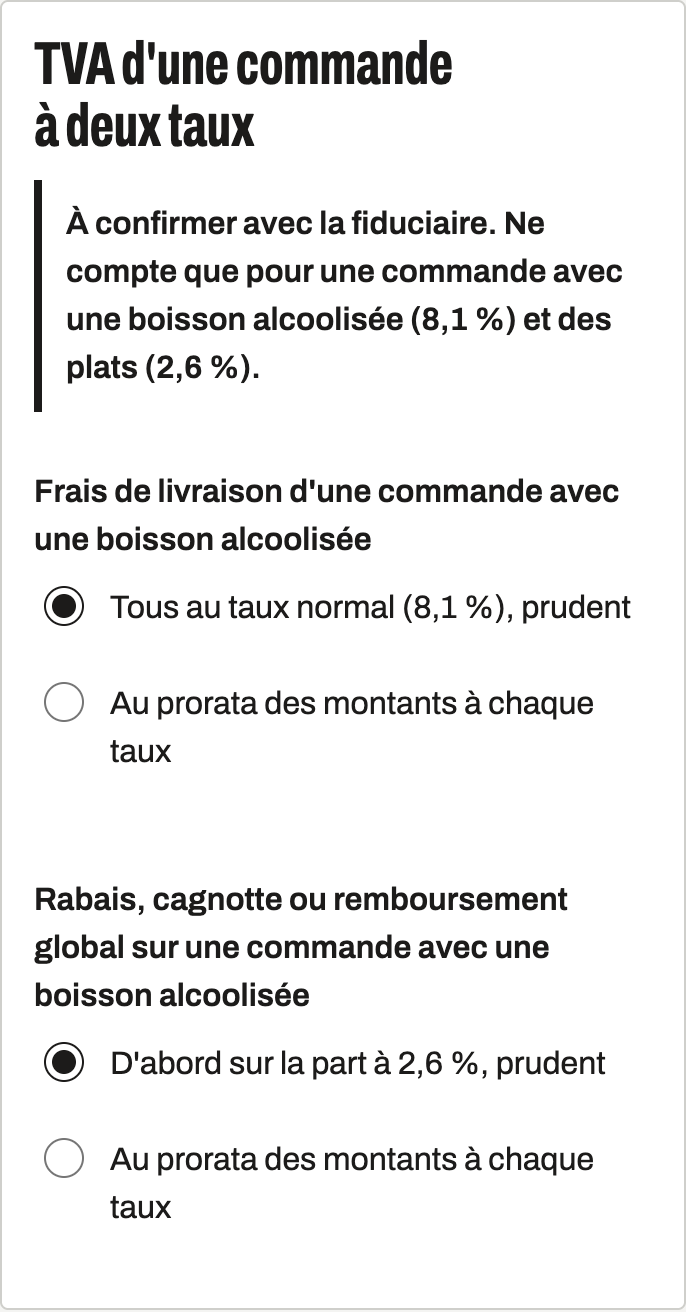 TVA d'une commande
à deux taux
À confirmer avec la fiduciaire. Ne
compte que pour une commande avec
une boisson alcoolisée (8,1 %) et des
plats (2,6 %).
Frais de livraison d'une commande avec
une boisson alcoolisée
Tous au taux normal (8,1 %), prudent
Au prorata des montants à chaque
taux
Rabais, cagnotte ou remboursement
global sur une commande avec une
boisson alcoolisée
D'abord sur la part à 2,6 %, prudent
Au prorata des montants à chaque
taux